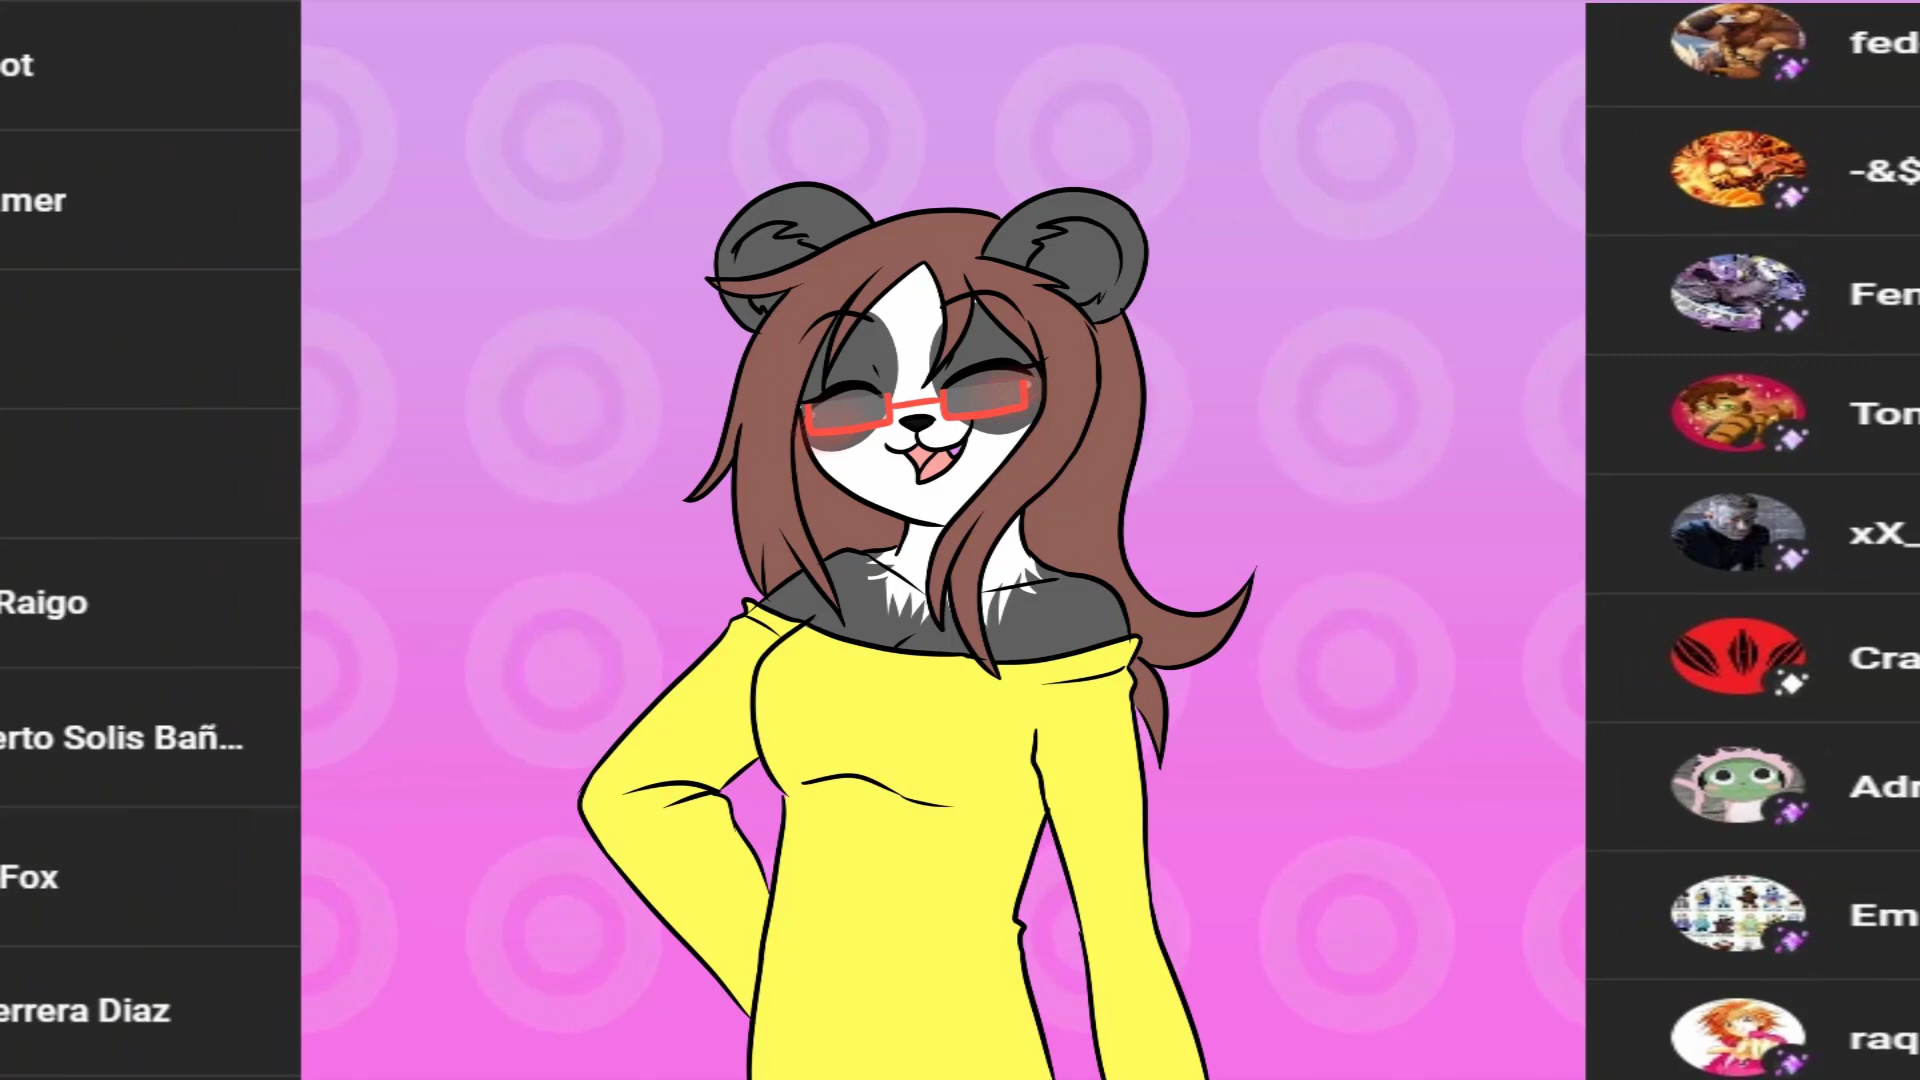 ot
mer
Raigo
erto Solis Bañ...
Fox
errera Diaz
fed
-&$
Fen
Ton
xX_
Cra
Adr
Em
raq